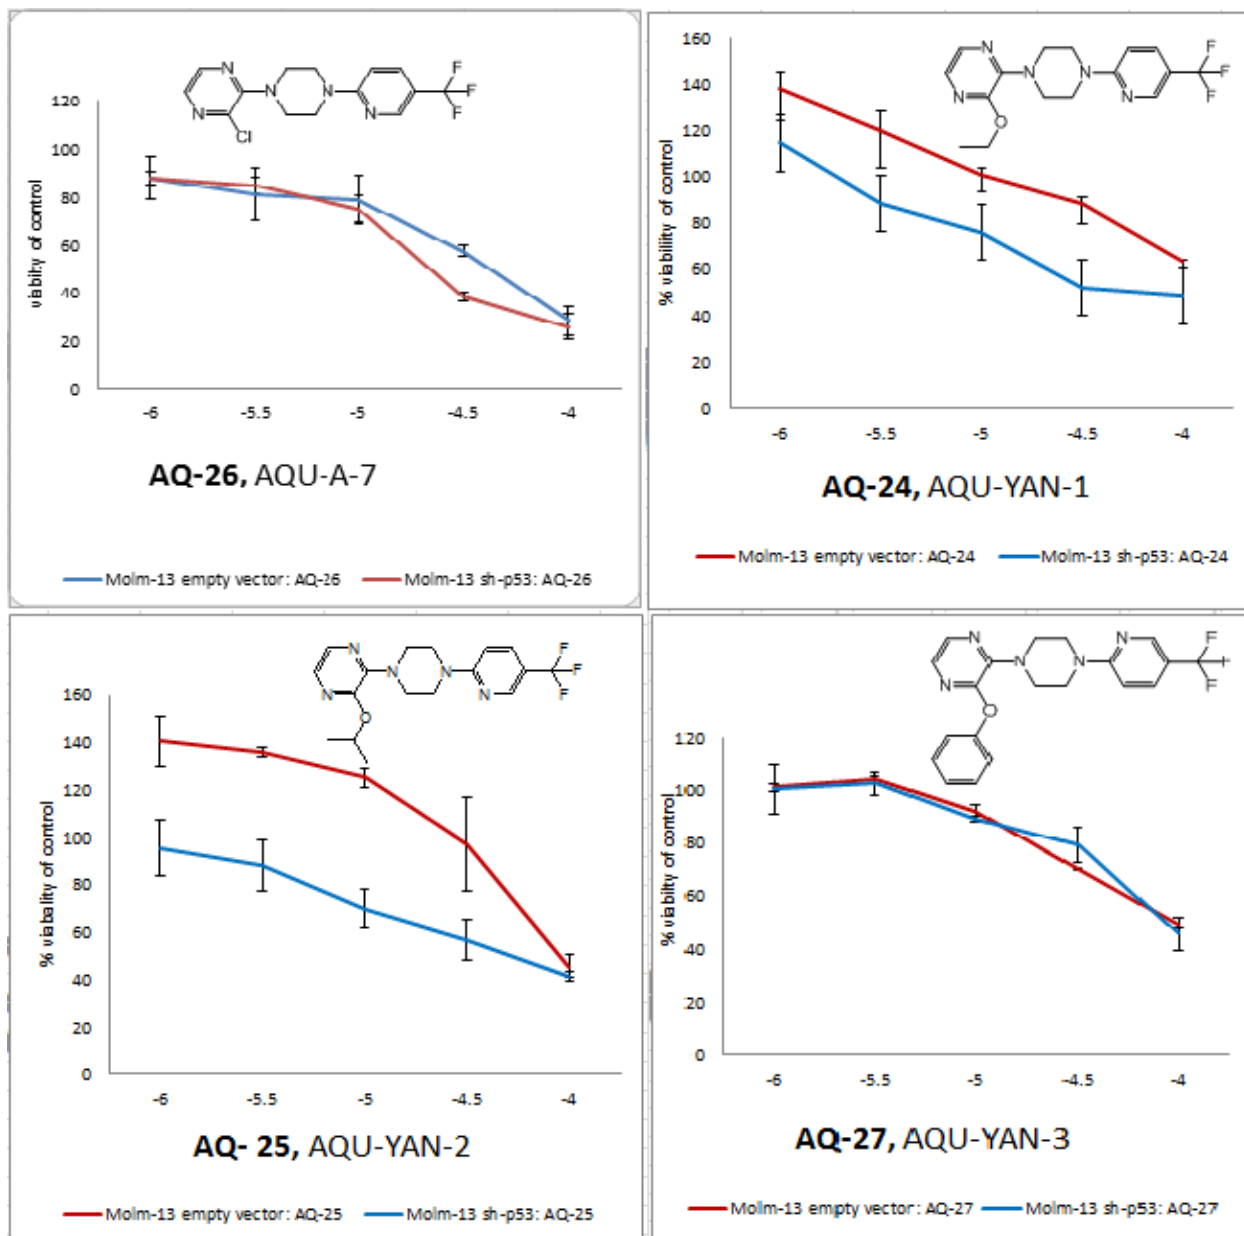 N
N
N
N
N
Cl
F
F
F
120
100
80
60
40
20
0
viabiity of control
-6 -5.5 -5 -4.5 -4
AQ-26, AQU-A-7
Molm-13 empty vector: AQ-26 Molm-13 sh-p53: AQ-26
N
N
N
N
N
O
F
F
F
160
140
120
100
80
60
40
20
0
% viabiliity of control
-6 -5.5 -5 -4.5 -4
AQ-24, AQU-YAN-1
Molm-13 empty vector: AQ-24 Molm-13 sh-p53: AQ-24
N
N
N
N
N
O
F
F
F
160
140
120
100
80
60
40
20
0
% viabality of control
-6 -5.5 -5 -4.5 -4
AQ- 25, AQU-YAN-2
Molm-13 empty vector: AQ-25 Molm-13 sh-p53: AQ-25
N
N
N
N
N
O
F
F
120
100
80
60
40
20
0
% viability of control
-6 -5.5 -5 -4.5 -4
AQ-27, AQU-YAN-3
Molm-13 empty vector: AQ-27 Molm-13 sh-p53: AQ-27